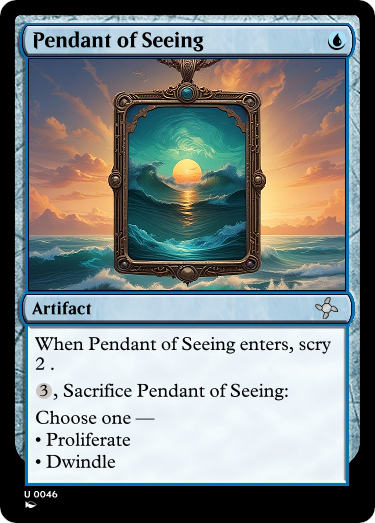 Pendant of Seeing
Artifact
When Pendant of Seeing enters, scry
2 .
3, Sacrifice Pendant of Seeing:
Choose one —
• Proliferate
• Dwindle
U 0046